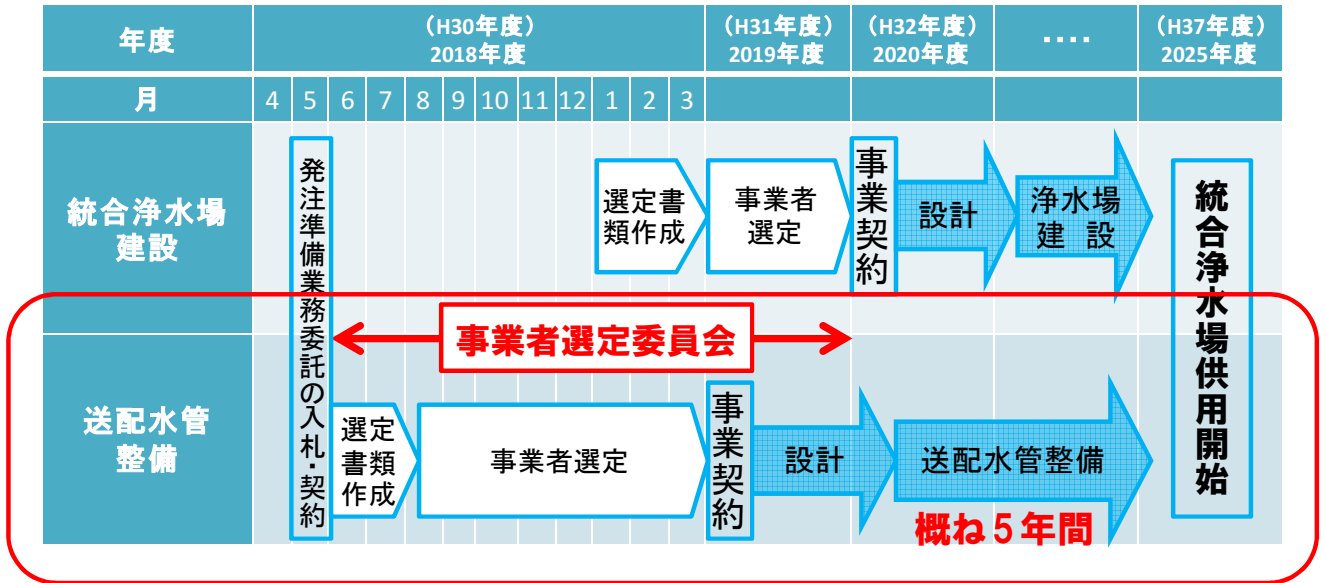 年度
（H30年度）
2018年度
（H31年度）
2019年度
（H32年度）
2020年度
‥‥
（H37年度）
2025年度
月
4 5 6 7 8 9 10 11 12 1 2 3
統合浄水場
建設
発注準備業務委託の入札・契約
選定書
類作成
事業者
選定
事業契約
設計
浄水場
建 設
統合浄水場供用開始
事業者選定委員会
送配水管
整備
選定
書類
作成
事業者選定
事業契約
設計
送配水管整備
概ね５年間